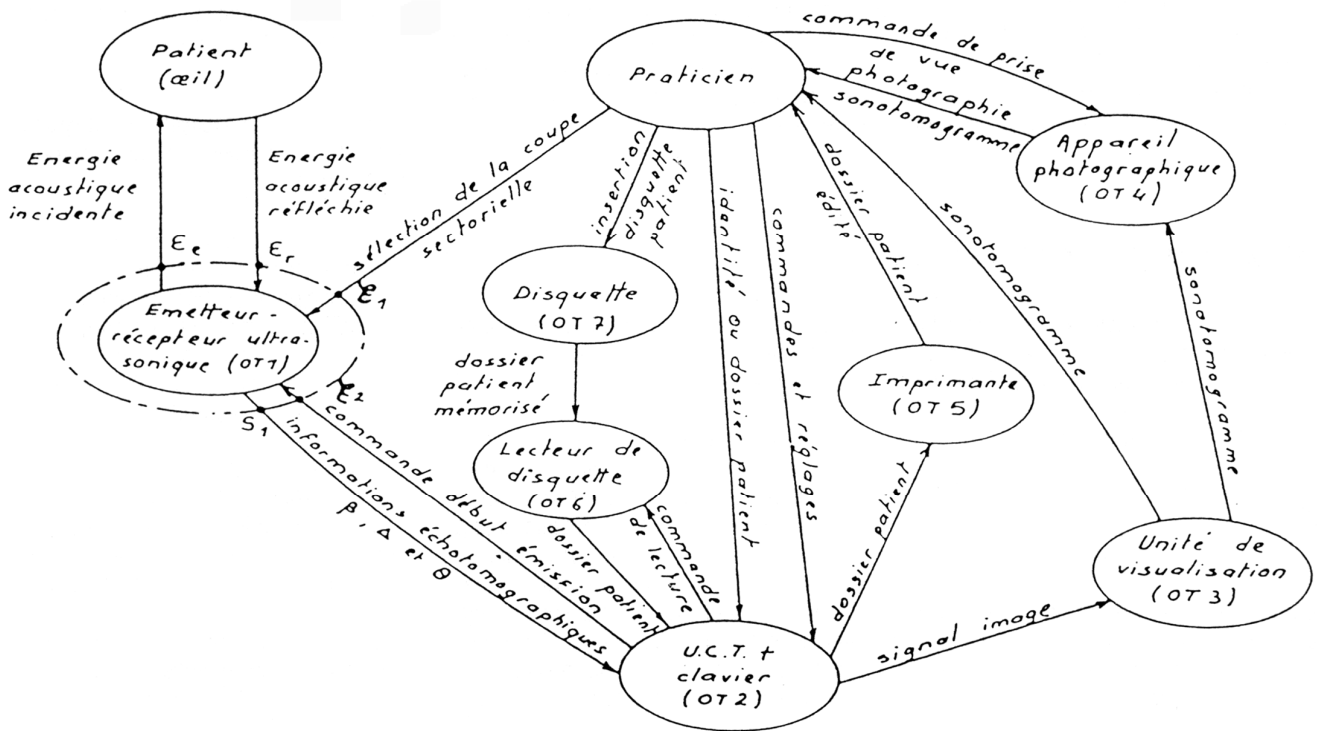 Patient
(œil)
Praticien
commande de prise
de vue
photographie
sonotomogramme
Appareil
photographique
(OT4)
Energie
acoustique
incidente
Energie
acoustique
réfléchie
sélection de la coupe
sectorielle
insertion
disquette
patient
identité ou dossier patient
commandes et réglages
dossier patient
édité
sonotomogramme
sonotomogramme
εe
εr
ξ1
Emetteur-
récepteur ultra-
sonique (OT1)
ξ2
S1
Disquette
(OT7)
dossier
patient
mémorisé
Lecteur de
disquette
(OT6)
Imprimante
(OT5)
commande début émission
informations échotomographiques
β, Δ et θ
dossier patient
commande
de lecture
dossier patient
Unité de
visualisation
(OT3)
signal image
U.C.T. +
clavier
(OT2)